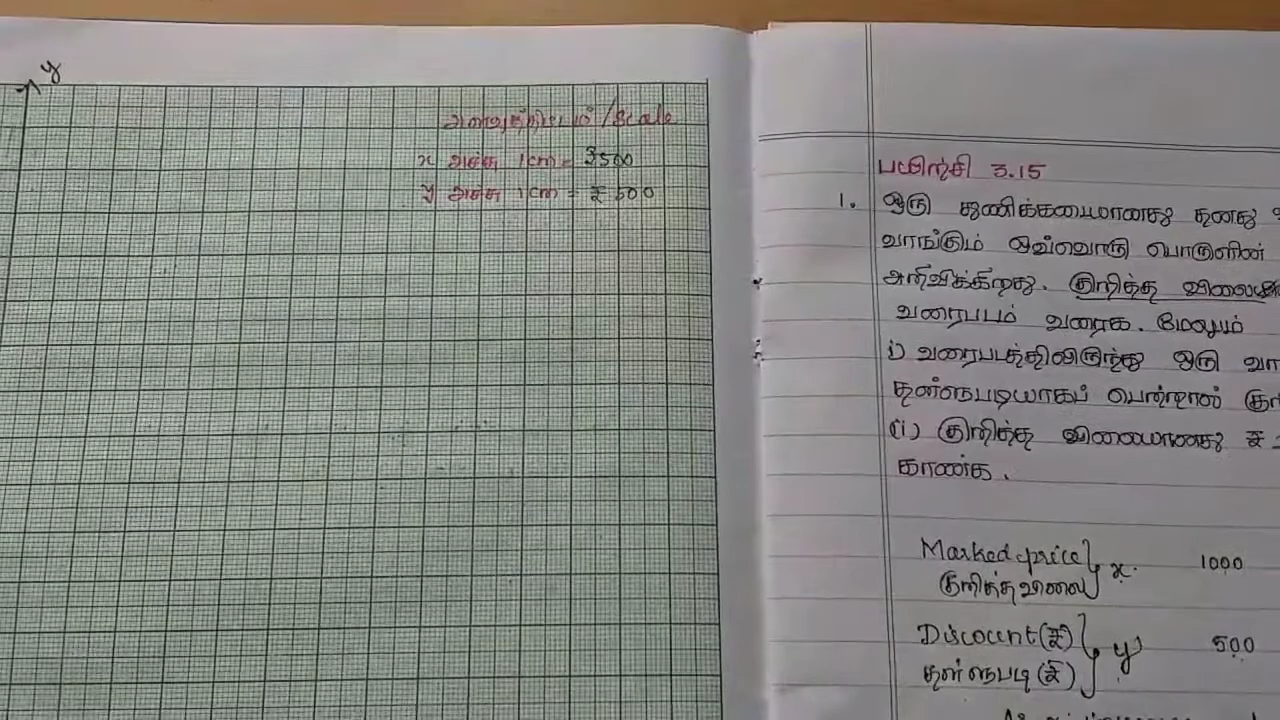 y
அளவுத்திட்டம்/Scale
x அச்சு 1cm = ₹500
y அச்சு 1cm = ₹500
பயிற்சி 3.15
1. ஒரு துணிக்கடையானது தனது
வாங்கும் ஒவ்வொரு பொருளின்
அறிவிக்கிறது. குறித்த விலை
வரைபடம் வரைக. மேலும்
i) வரைபடத்திலிருந்து ஒரு வா
தள்ளுபடியாகப் பெற்றால் குறி
(ii) குறித்த விலையானது ₹
காண்க.
Marked price x 1000
குறித்த விலை
Discount (₹) y 500
தள்ளுபடி (₹)